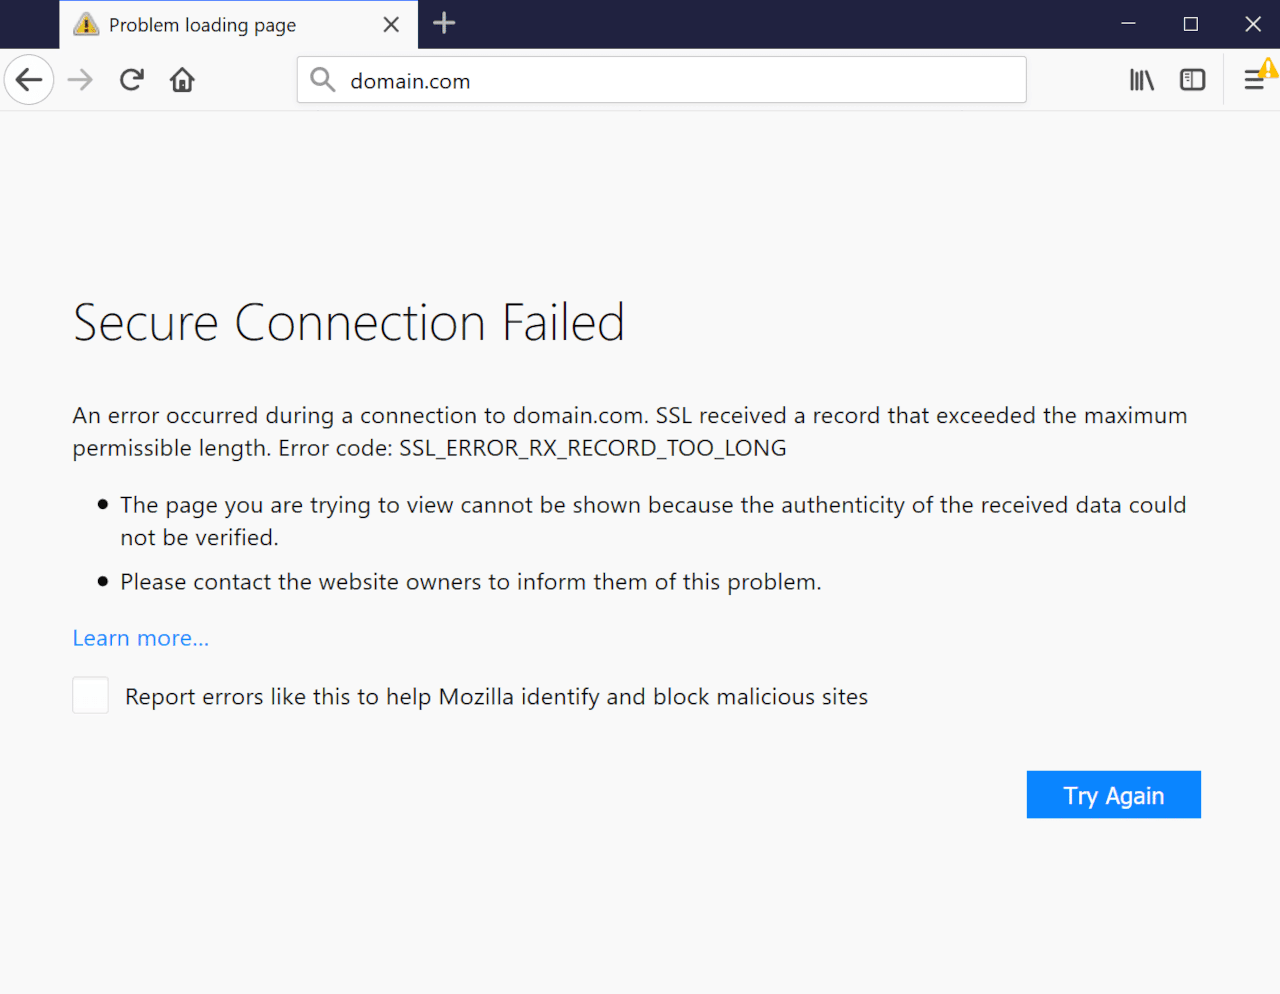 Problem loading page
domain.com
Secure Connection Failed
An error occurred during a connection to domain.com. SSL received a record that exceeded the maximum
permissible length. Error code: SSL_ERROR_RX_RECORD_TOO_LONG
The page you are trying to view cannot be shown because the authenticity of the received data could
not be verified.
Please contact the website owners to inform them of this problem.
Learn more...
Report errors like this to help Mozilla identify and block malicious sites
Try Again